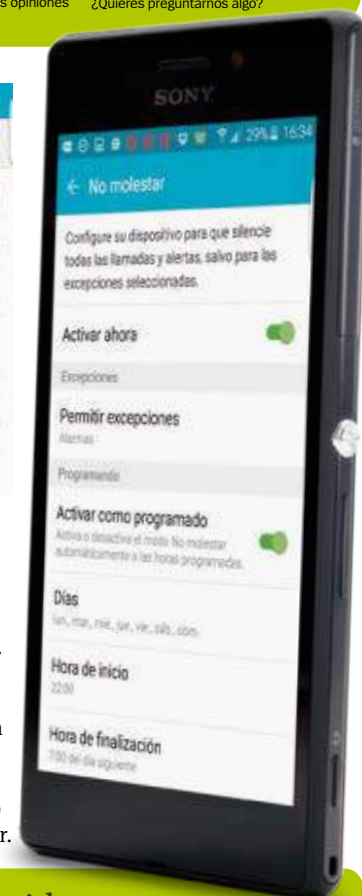 s opiniones ¿Quieres preguntarnos algo?
SONY
29% 16:34
← No molestar
Configure su dispositivo para que silencie
todas las llamadas y alertas, salvo para las
excepciones seleccionadas.
Activar ahora
Excepciones
Permitir excepciones
Alarmas
Programando
Activar como programado
Activa o desactiva el modo No molestar
automáticamente a las horas programadas.
Días
lun., mar., mié., jue., vie., sáb., dom.
Hora de inicio
22:00
Hora de finalización
7:00 del día siguiente
r.